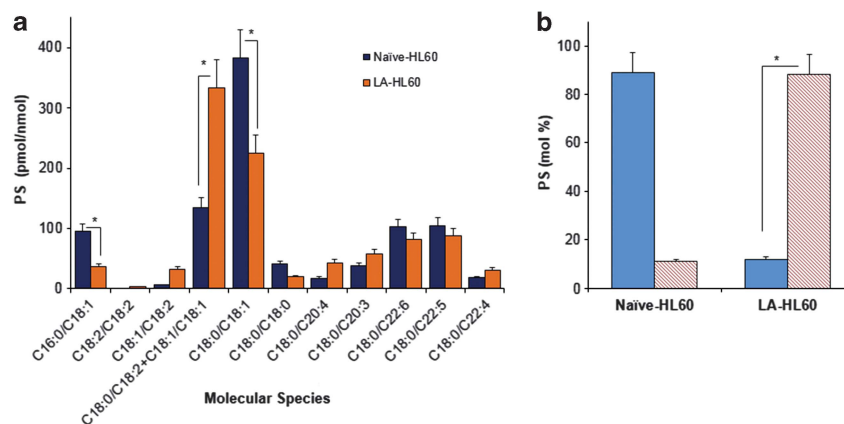 a
PS (pmol/nmol)
400
300
200
100
0
*
*
*
Naïve-HL60
LA-HL60
C16:0/C18:1
C18:2/C18:2
C18:1/C18:2
C18:0/C18:2+C18:1/C18:1
C18:0/C18:1
C18:0/C18:0
C18:0/C20:4
C18:0/C20:3
C18:0/C22:6
C18:0/C22:5
C18:0/C22:4
Molecular Species
b
PS (mol %)
100
80
60
40
20
0
*
Naïve-HL60 LA-HL60